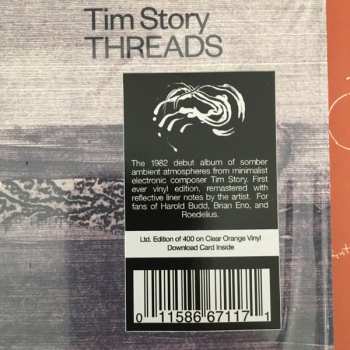 Tim Story
THREADS
The 1982 debut album of somber
ambient atmospheres from minimalist
electronic composer Tim Story. First
ever vinyl edition, remastered with
reflective liner notes by the artist. For
fans of Harold Budd, Brian Eno, and
Roedelius.
Ltd. Edition of 400 on Clear Orange Vinyl
Download Card Inside
0 11586 67117 1